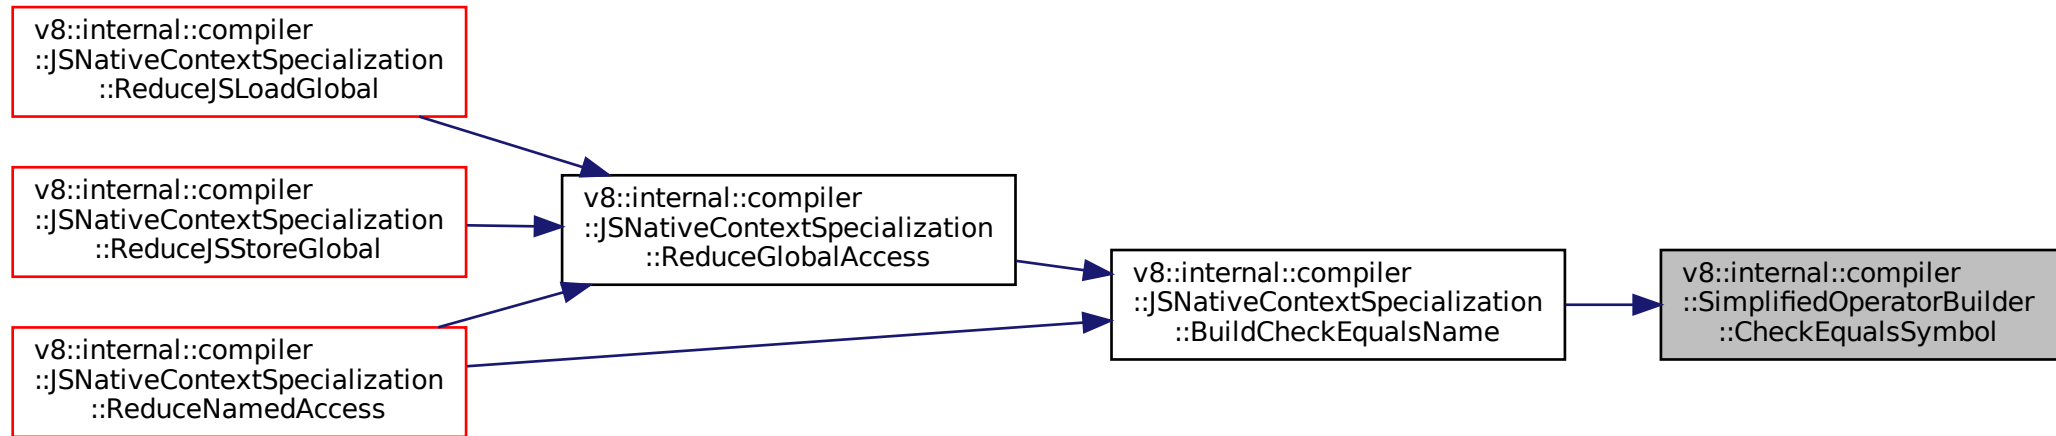 v8::internal::compiler
::JSNativeContextSpecialization
::ReduceJSLoadGlobal
v8::internal::compiler
::JSNativeContextSpecialization
::ReduceJSStoreGlobal
v8::internal::compiler
::JSNativeContextSpecialization
::ReduceNamedAccess
v8::internal::compiler
::JSNativeContextSpecialization
::ReduceGlobalAccess
v8::internal::compiler
::JSNativeContextSpecialization
::BuildCheckEqualsName
v8::internal::compiler
::SimplifiedOperatorBuilder
::CheckEqualsSymbol